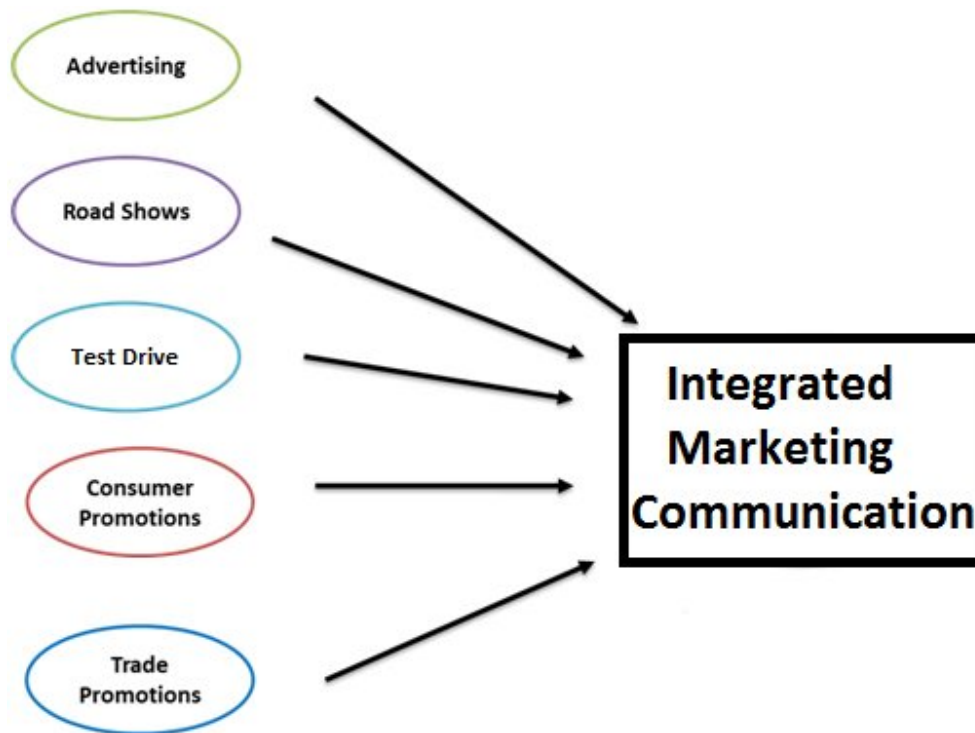 Advertising
Road Shows
Test Drive
Consumer
Promotions
Trade
Promotions
Integrated
Marketing
Communication